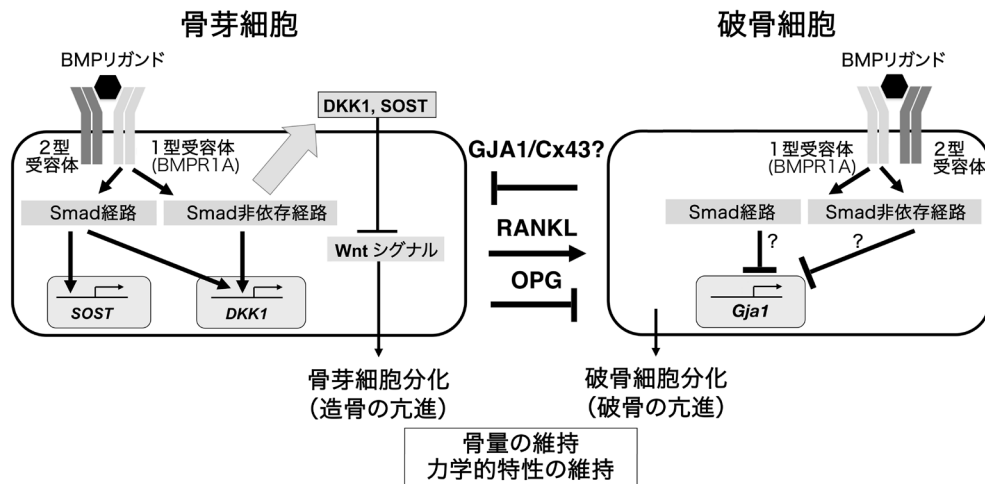 骨芽細胞
破骨細胞
BMPリガンド
BMPリガンド
DKK1, SOST
2型
受容体
1型受容体
(BMPR1A)
GJA1/Cx43?
1型受容体
(BMPR1A)
2型
受容体
Smad経路
Smad非依存経路
RANKL
Smad経路
Smad非依存経路
Wnt シグナル
?
?
OPG
SOST
DKK1
Gja1
骨芽細胞分化
(造骨の亢進)
破骨細胞分化
(破骨の亢進)
骨量の維持
力学的特性の維持